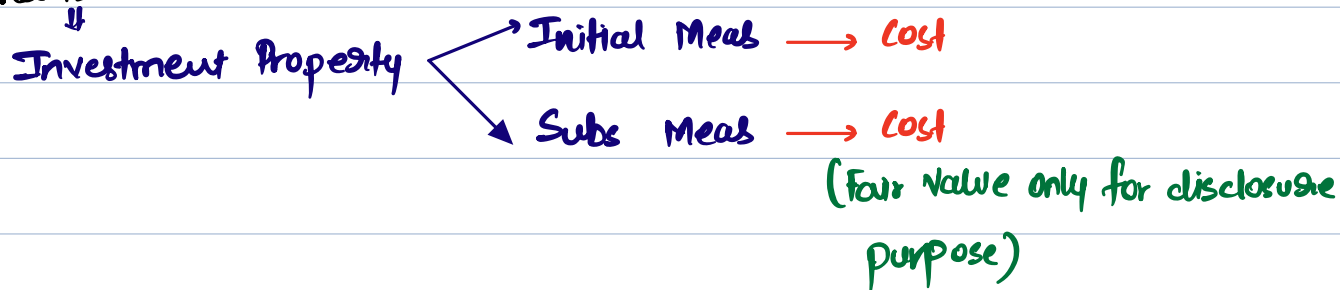 ⇓
Investment Property
Initial Meas → Cost
Subs Meas → Cost
(Fair Value only for disclosure
purpose)